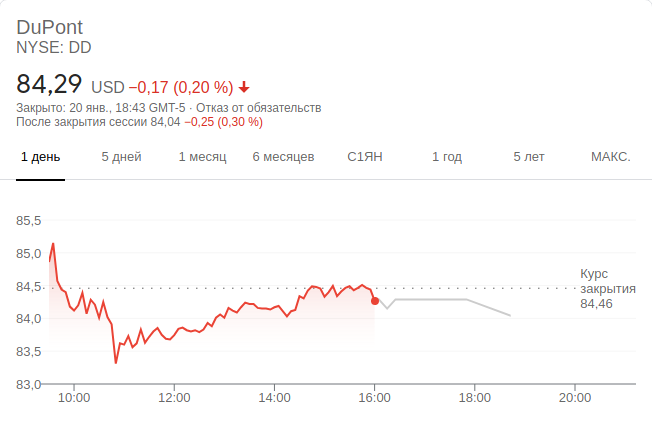 DuPont
NYSE: DD
84,29 USD −0,17 (0,20 %)
Закрыто: 20 янв., 18:43 GMT-5 · Отказ от обязательств
После закрытия сессии 84,04 −0,25 (0,30 %)
1 день 5 дней 1 месяц 6 месяцев С1ЯН 1 год 5 лет МАКС.
85,5
85,0
84,5
84,0
83,5
83,0
Курс
закрытия
84,46
10:00 12:00 14:00 16:00 18:00 20:00